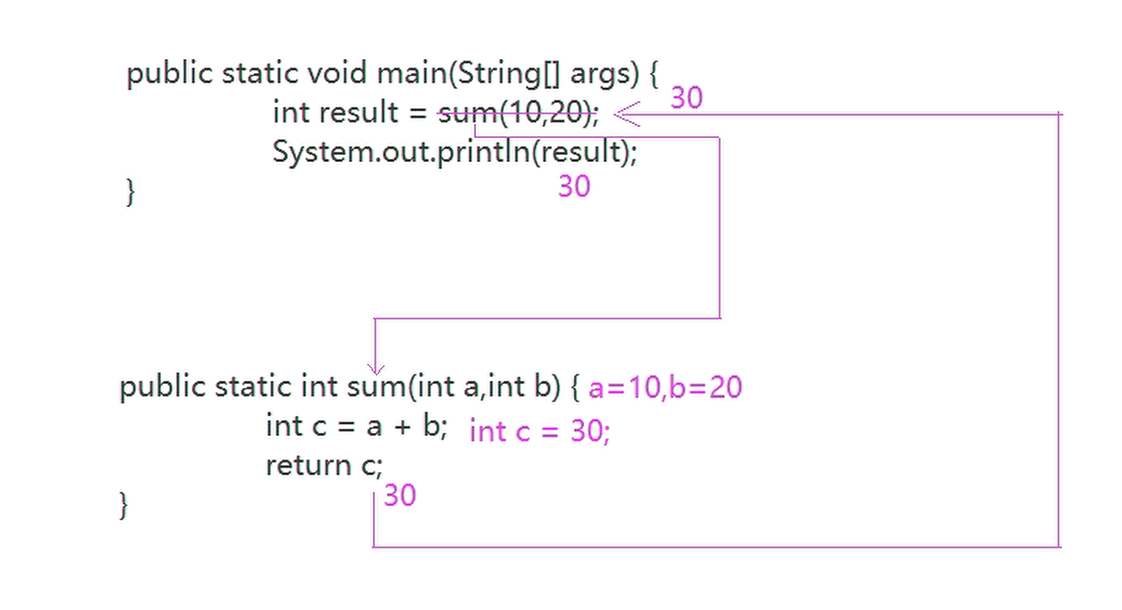 public static void main(String[] args) {
int result = sum(10,20); 30
System.out.println(result);
30
}
public static int sum(int a,int b) { a=10,b=20
int c = a + b; int c = 30;
return c;
30
}